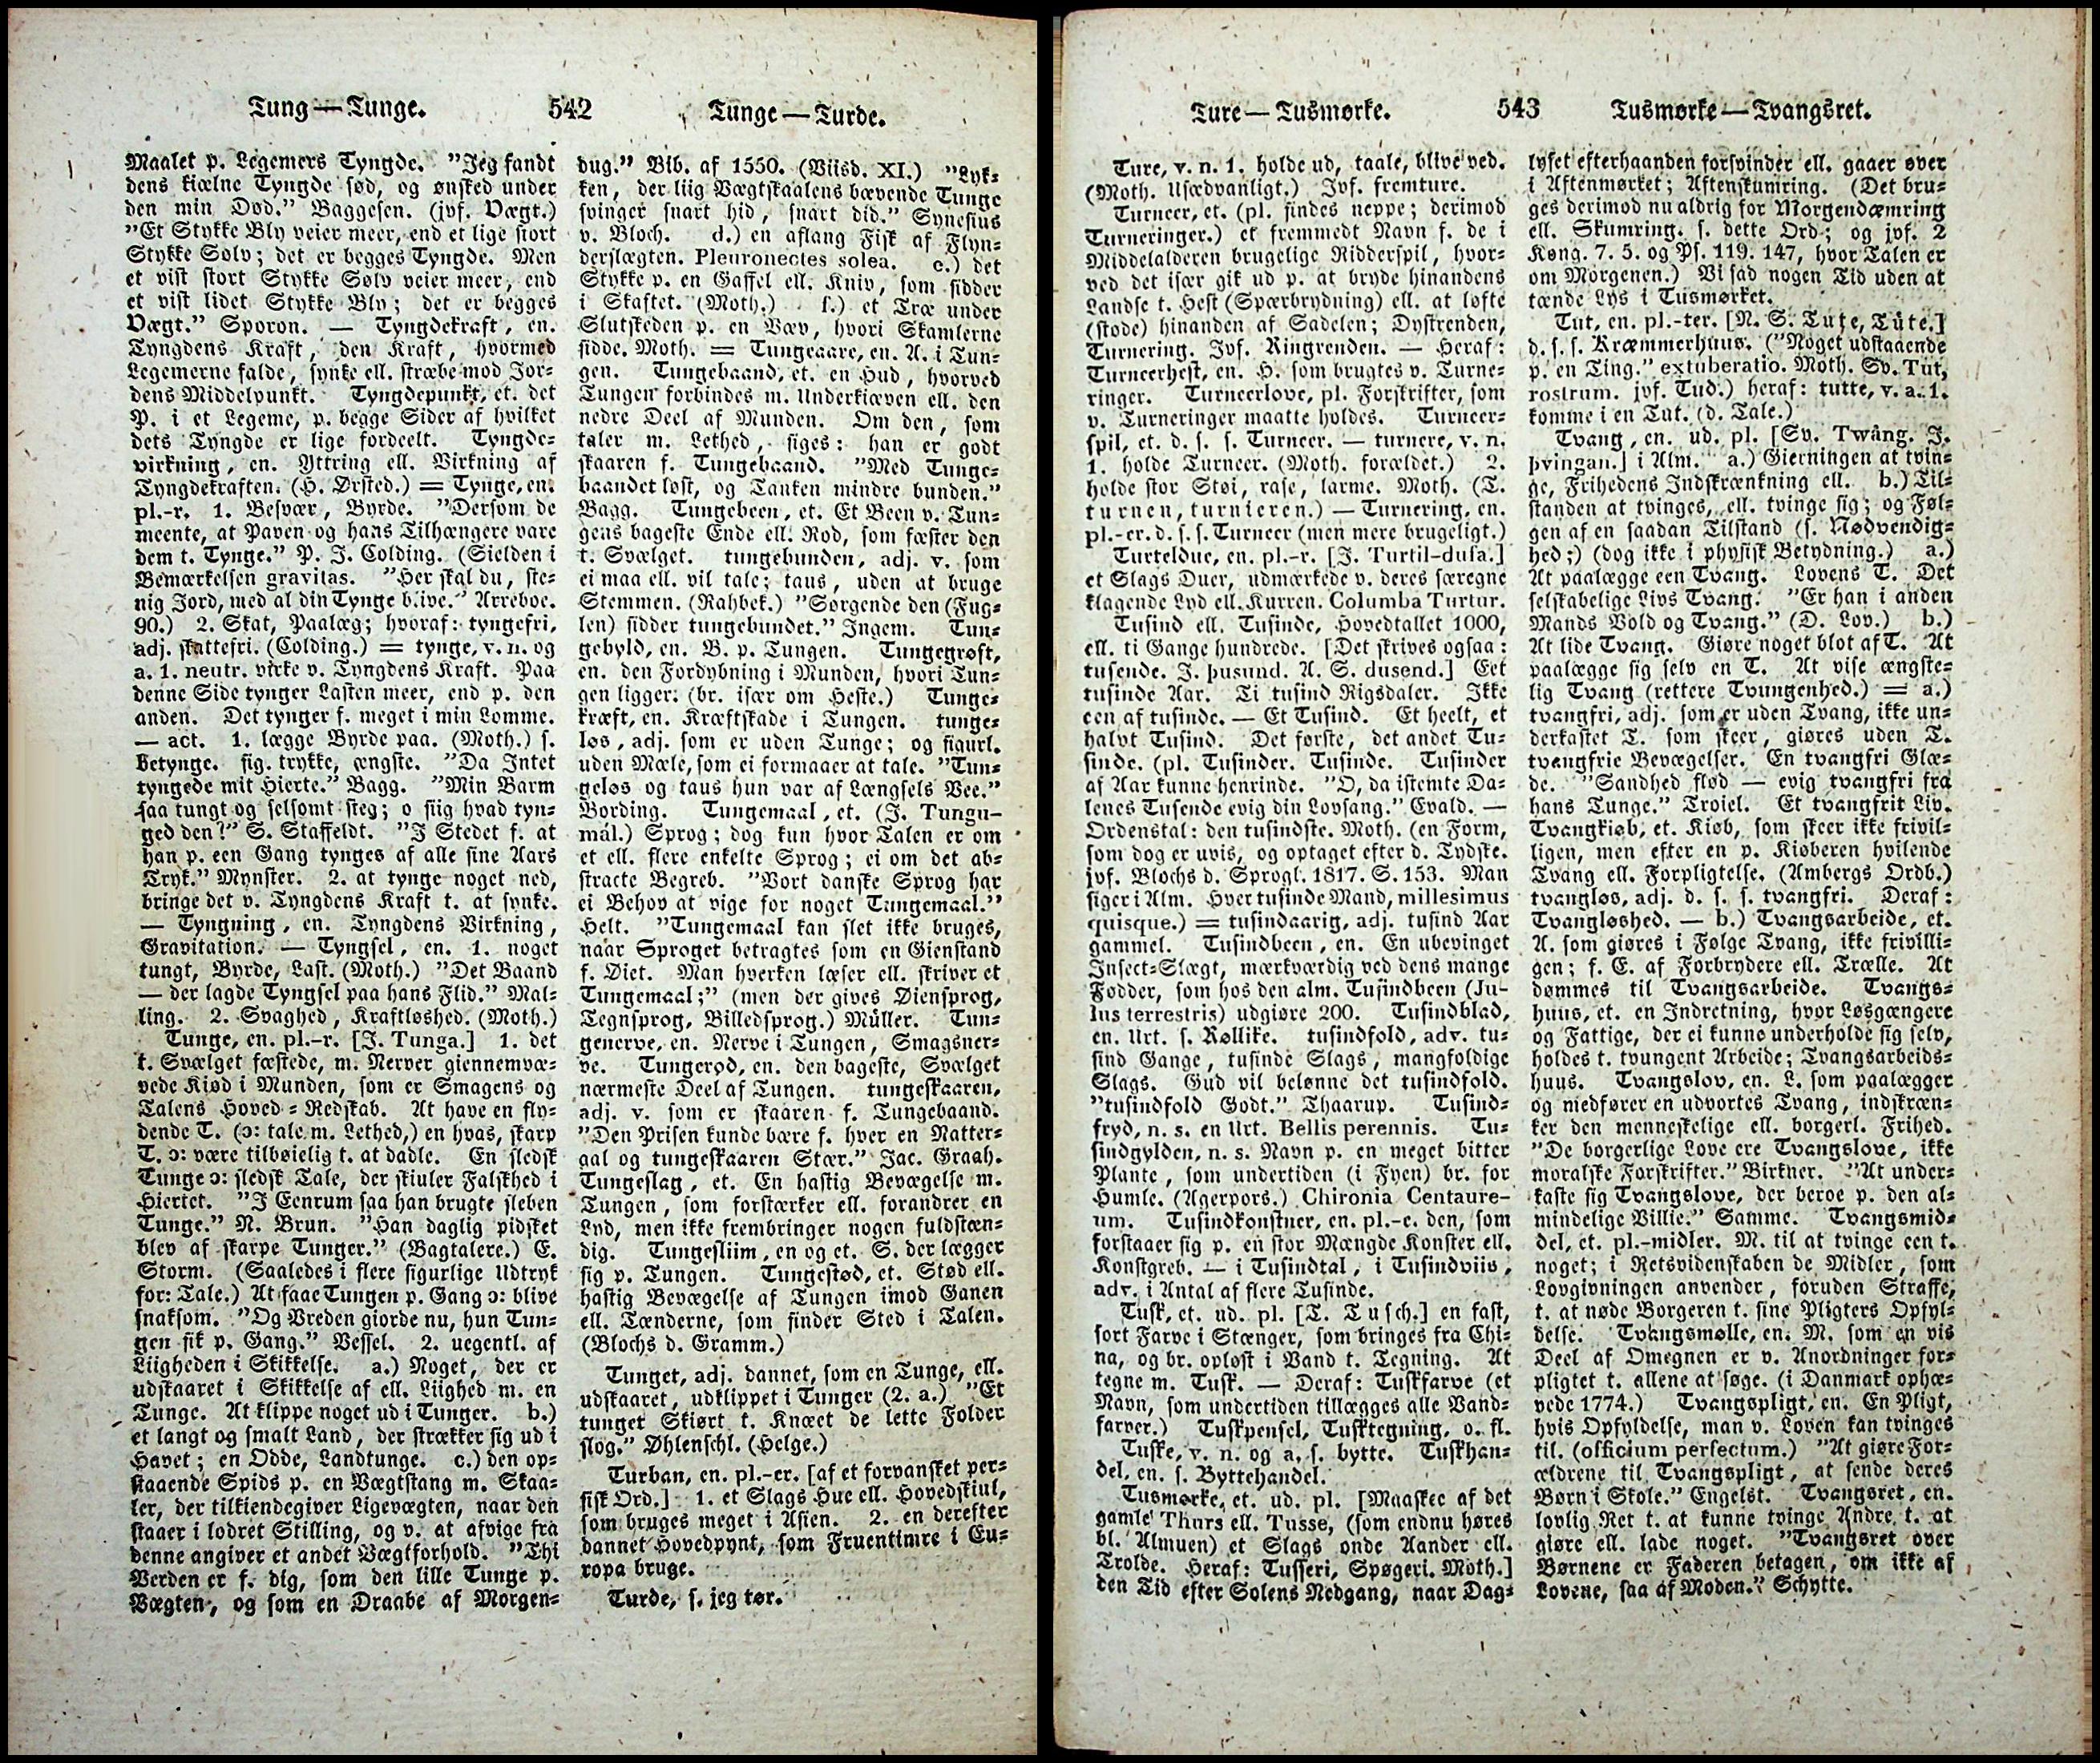 Tung — Tunge.
542
Tunge — Turde.
Maalet p. Legemers Tyngde. "Jeg fandt
dens kiælne Tyngde sød, og ønsked under
den min Død." Baggesen. (jvf. Vægt.)
"Et Stykke Bly veier meer, end et lige stort
Stykke Sølv; det er begges Tyngde. Men
et vist stort Stykke Sølv veier meer, end
et vist lidet Stykke Bly; det er begges
Vægt." Sporon. — Tyngdekraft, en.
Tyngdens Kraft, den Kraft, hvormed
Legemerne falde, synke ell. stræbe mod Jor-
dens Middelpunkt. Tyngdepunkt, et. det
P. i et Legeme, p. begge Sider af hvilket
dets Tyngde er lige fordeelt. Tyngde-
virkning, en. Yttring ell. Virkning af
Tyngdekraften. (H. Ørsted.) = Tynge, en.
pl.-r. 1. Besvær, Byrde. "Dersom de
meente, at Paven og hans Tilhængere vare
dem t. Tynge." P. J. Colding. (Sielden i
Bemærkelsen gravitas. "Her skal du, ste-
nig Jord, med al din Tynge blive." Arreboe.
90.) 2. Skat, Paalæg; hvoraf: tyngefri,
adj. skattefri. (Colding.) = tynge, v. n. og
a. 1. neutr. virke v. Tyngdens Kraft. Paa
denne Side tynger Lasten meer, end p. den
anden. Det tynger f. meget i min Lomme.
— act. 1. lægge Byrde paa. (Moth.) s.
betynge. fig. trykke, ængste. "Da Intet
tyngede mit Hierte." Bagg. "Min Barm
saa tungt og selsomt steg; o siig hvad tyn-
ged den?" S. Staffeldt. "I Stedet f. at
han p. een Gang tynges af alle sine Aars
Tryk." Mynster. 2. at tynge noget ned,
bringe det v. Tyngdens Kraft t. at synke.
— Tyngning, en. Tyngdens Virkning,
Gravitation. — Tyngsel, en. 1. noget
tungt, Byrde, Last. (Moth.) "Det Baand
— der lagde Tyngsel paa hans Flid." Mal-
ling. 2. Svaghed, Kraftløshed. (Moth.)
Tunge, en. pl.-r. [J. Tunga.] 1. det
t. Svælget fæstede, m. Nerver giennemvæ-
vede Kiød i Munden, som er Smagens og
Talens Hoved-Redskab. At have en fly-
dende T. (ɔ: tale m. Lethed,) en hvas, skarp
T. ɔ: være tilbøielig t. at dadle. En sledsk
Tunge ɔ: sledsk Tale, der skiuler Falskhed i
Hiertet. "I Eenrum saa han brugte sleben
Tunge." N. Brun. "Han daglig pidsket
blev af skarpe Tunger." (Bagtalere.) E.
Storm. (Saaledes i flere figurlige Udtryk
for: Tale.) At faae Tungen p. Gang ɔ: blive
snaksom. "Og Vreden giorde nu, hun Tun-
gen fik p. Gang." Vessel. 2. uegentl. af
Liigheden i Skikkelse. a.) Noget, der er
udskaaret i Skikkelse af ell. Liighed m. en
Tunge. At klippe noget ud i Tunger. b.)
et langt og smalt Land, der strækker sig ud i
Havet; en Odde, Landtunge. c.) den op-
staaende Spids p. en Vægtstang m. Skaa-
ler, der tilkiendegiver Ligevægten, naar den
staaer i lodret Stilling, og v. at afvige fra
denne angiver et andet Vægtforhold. "Thi
Verden er f. dig, som den lille Tunge p.
Vægten, og som en Draabe af Morgen-
dug." Bib. af 1550. (Viisd. XI.) "Lyk-
ken, der liig Vægtskaalens bævende Tunge
svinger snart hid, snart did." Synesius
v. Bloch. d.) en aflang Fisk af Flyn-
derslægten. Pleuronectes solea. e.) det
Stykke p. en Gaffel ell. Kniv, som sidder
i Skaftet. (Moth.) f.) et Træ under
Slutskeden p. en Væv, hvori Skamlerne
sidde. Moth. = Tungeaare, en. A. i Tun-
gen. Tungebaand, et. en Hud, hvorved
Tungen forbindes m. Underkiæven ell. den
nedre Deel af Munden. Om den, som
taler m. Lethed, siges: han er godt
skaaren f. Tungebaand. "Med Tunge-
baandet løst, og Tanken mindre bunden."
Bagg. Tungebeen, et. Et Been v. Tun-
gens bageste Ende ell. Rod, som fæster den
t. Svælget. tungebunden, adj. v. som
ei maa ell. vil tale; taus, uden at bruge
Stemmen. (Rahbek.) "Sørgende den (Fug-
len) sidder tungebundet." Ingem. Tun-
gebyld, en. B. p. Tungen. Tungegrøft,
en. den Fordybning i Munden, hvori Tun-
gen ligger. (br. især om Heste.) Tunge-
kræft, en. Kræftskade i Tungen. tunge-
løs, adj. som er uden Tunge; og figurl.
uden Mæle, som ei formaaer at tale. "Tun-
geløs og taus hun var af Længsels Vee."
Bording. Tungemaal, et. (J. Tungu-
mál.) Sprog; dog kun hvor Talen er om
et ell. flere enkelte Sprog; ei om det ab-
stracte Begreb. "Vort danske Sprog har
ei Behov at vige for noget Tungemaal."
Helt. "Tungemaal kan slet ikke bruges,
naar Sproget betragtes som en Gienstand
f. Øiet. Man hverken læser ell. skriver et
Tungemaal;" (men der gives Øiensprog,
Tegnsprog, Billedsprog.) Müller. Tun-
generve, en. Nerve i Tungen, Smagsner-
ve. Tungerod, en. den bageste, Svælget
nærmeste Deel af Tungen. tungeskaaren,
adj. v. som er skaaren f. Tungebaand.
"Den Prisen kunde bære f. hver en Natter-
gal og tungeskaaren Stær." Jac. Graah.
Tungeslag, et. En hastig Bevægelse m.
Tungen, som forstærker ell. forandrer en
Lyd, men ikke frembringer nogen fuldstæn-
dig. Tungesliim, en og et. S. der lægger
sig p. Tungen. Tungestød, et. Stød ell.
hastig Bevægelse af Tungen imod Ganen
ell. Tænderne, som finder Sted i Talen.
(Blochs d. Gramm.)
Tunget, adj. dannet, som en Tunge, ell.
udskaaret, udklippet i Tunger (2. a.) "Et
tunget Skiørt t. Knæet de lette Folder
slog." Øhlenschl. (Helge.)
Turban, en. pl.-er. [af et forvansket per-
sisk Ord.] 1. et Slags Hue ell. Hovedskiul,
som bruges meget i Asien. 2. en derefter
dannet Hovedpynt, som Fruentimre i Eu-
ropa bruge.
Turde, s. jeg tør.
Ture — Tusmørke.
543
Tusmørke — Tvangsret.
Ture, v. n. 1. holde ud, taale, blive ved.
(Moth. Usædvanligt.) Jvf. fremture.
Turneer, et. (pl. findes neppe; derimod
Turneringer.) et fremmedt Navn f. de i
Middelalderen brugelige Ridderspil, hvor-
ved det især gik ud p. at bryde hinandens
Landse t. Hest (Spærbrydning) ell. at løfte
(støde) hinanden af Sadelen; Dystrenden,
Turnering. Jvf. Ringrenden. — Heraf:
Turneerhest, en. H. som brugtes v. Turne-
ringer. Turneerlove, pl. Forskrifter, som
v. Turneringer maatte holdes. Turneer-
spil, et. d. s. s. Turneer. — turnere, v. n.
1. holde Turneer. (Moth. forældet.) 2.
holde stor Støi, rase, larme. Moth. (T.
turnen, turnieren.) — Turnering, en.
pl.-er. d. s. s. Turneer (men mere brugeligt.)
Turteldue, en. pl.-r. [J. Turtil-dufa.]
et Slags Duer, udmærkede v. deres særegne
klagende Lyd ell. Kurren. Columba Turtur.
Tusind ell. Tusinde, Hovedtallet 1000,
ell. ti Gange hundrede. [Det skrives ogsaa:
tusende. J. þusund. A. S. dusend.] Eet
tusinde Aar. Ti tusind Rigsdaler. Ikke
een af tusinde. — Et Tusind. Et heelt, et
halvt Tusind. Det første, det andet Tu-
sinde. (pl. Tusinder. Tusinde. Tusinder
af Aar kunne henrinde. "O, da istemte Da-
lenes Tusende evig din Lovsang." Evald. —
Ordenstal: den tusindste. Moth. (en Form,
som dog er uvis, og optaget efter d. Tydske.
jvf. Blochs d. Sprogl. 1817. S. 153. Man
siger i Alm. Hver tusinde Mand, millesimus
quisque.) = tusindaarig, adj. tusind Aar
gammel. Tusindbeen, en. En ubevinget
Insect-Slægt, mærkværdig ved dens mange
Fødder, som hos den alm. Tusindbeen (Ju-
lus terrestris) udgiøre 200. Tusindblad,
en. Urt. s. Røllike. tusindfold, adv. tu-
sind Gange, tusinde Slags, mangfoldige
Slags. Gud vil belønne det tusindfold.
"tusindfold Godt." Thaarup. Tusind-
fryd, n. s. en Urt. Bellis perennis. Tu-
sindgylden, n. s. Navn p. en meget bitter
Plante, som undertiden (i Fyen) br. for
Humle. (Agerpors.) Chironia Centaure-
um. Tusindkonstner, en. pl.-e. den, som
forstaaer sig p. en stor Mængde Konster ell.
Konstgreb. — i Tusindtal, i Tusindviis,
adv. i Antal af flere Tusinde.
Tusk, et. ud. pl. [T. Tusch.] en fast,
sort Farve i Stænger, som bringes fra Chi-
na, og br. opløst i Vand t. Tegning. At
tegne m. Tusk. — Deraf: Tuskfarve (et
Navn, som undertiden tillægges alle Vand-
farver.) Tuskpensel, Tusktegning, o. fl.
Tuske, v. n. og a. s. bytte. Tuskhan-
del, en. s. Byttehandel.
Tusmørke, et. ud. pl. [Maaskee af det
gamle Thurs ell. Tusse, (som endnu høres
bl. Almuen) et Slags onde Aander ell.
Trolde. Heraf: Tusseri, Spøgeri. Moth.]
den Tid efter Solens Nedgang, naar Dag-
lyset efterhaanden forsvinder ell. gaaer over
i Aftenmørket; Aftenskumring. (Det bru-
ges derimod nu aldrig for Morgendæmring
ell. Skumring. s. dette Ord; og jvf. 2
Kong. 7. 5. og Ps. 119. 147, hvor Talen er
om Morgenen.) Vi sad nogen Tid uden at
tænde Lys i Tusmørket.
Tut, en. pl.-ter. [N. S. Tute, Tüte.]
d. s. s. Kræmmerhuus. ("Noget udstaaende
p. en Ting." extuberatio. Moth. Sv. Tut,
rostrum. jvf. Tud.) heraf: tutte, v. a. 1.
komme i en Tut. (d. Tale.)
Tvang, en. ud. pl. [Sv. Twång. J.
þvingan.] i Alm. a.) Gierningen at tvin-
ge, Frihedens Indskrænkning ell. b.) Til-
standen at tvinges, ell. tvinge sig; og Føl-
gen af en saadan Tilstand (s. Nødvendig-
hed;) (dog ikke i physisk Betydning.) a.)
At paalægge een Tvang. Lovens T. Det
selskabelige Livs Tvang. "Er han i anden
Mands Vold og Tvang." (D. Lov.) b.)
At lide Tvang. Giøre noget blot af T. At
paalægge sig selv en T. At vise ængste-
lig Tvang (rettere Tvungenhed.) = a.)
tvangfri, adj. som er uden Tvang, ikke un-
derkastet T. som skeer, giøres uden T.
tvangfrie Bevægelser. En tvangfri Glæ-
de. "Sandhed flød — evig tvangfri fra
hans Tunge." Troiel. Et tvangfrit Liv.
Tvangkiøb, et. Kiøb, som skeer ikke frivil-
ligen, men efter en p. Kiøberen hvilende
Tvang ell. Forpligtelse. (Ambergs Ordb.)
tvangløs, adj. d. s. s. tvangfri. Deraf:
Tvangløshed. — b.) Tvangsarbeide, et.
A. som giøres i Følge Tvang, ikke frivilli-
gen; f. E. af Forbrydere ell. Trælle. At
dømmes til Tvangsarbeide. Tvangs-
huus, et. en Indretning, hvor Løsgængere
og Fattige, der ei kunne underholde sig selv,
holdes t. tvungent Arbeide; Tvangsarbeids-
huus. Tvangslov, en. L. som paalægger
og medfører en udvortes Tvang, indskræn-
ker den menneskelige ell. borgerl. Frihed.
"De borgerlige Love ere Tvangslove, ikke
moralske Forskrifter." Birkner. "At under-
kaste sig Tvangslove, der beroe p. den al-
mindelige Villie." Samme. Tvangsmid-
del, et. pl.-midler. M. til at tvinge een t.
noget; i Retsvidenskaben de Midler, som
Lovgivningen anvender, foruden Straffe,
t. at nøde Borgeren t. sine Pligters Opfyl-
delse. Tvangsmølle, en. M. som en vis
Deel af Omegnen er v. Anordninger for-
pligtet t. allene at søge. (i Danmark ophæ-
vede 1774.) Tvangspligt, en. En Pligt,
hvis Opfyldelse, man v. Loven kan tvinges
til. (officium perfectum.) "At giøre For-
ældrene til Tvangspligt, at sende deres
Børn i Skole." Engelst. Tvangsret, en.
lovlig Ret t. at kunne tvinge Andre t. at
giøre ell. lade noget. "Tvangsret over
Børnene er Faderen betagen, om ikke af
Lovene, saa af Moden." Schytte.